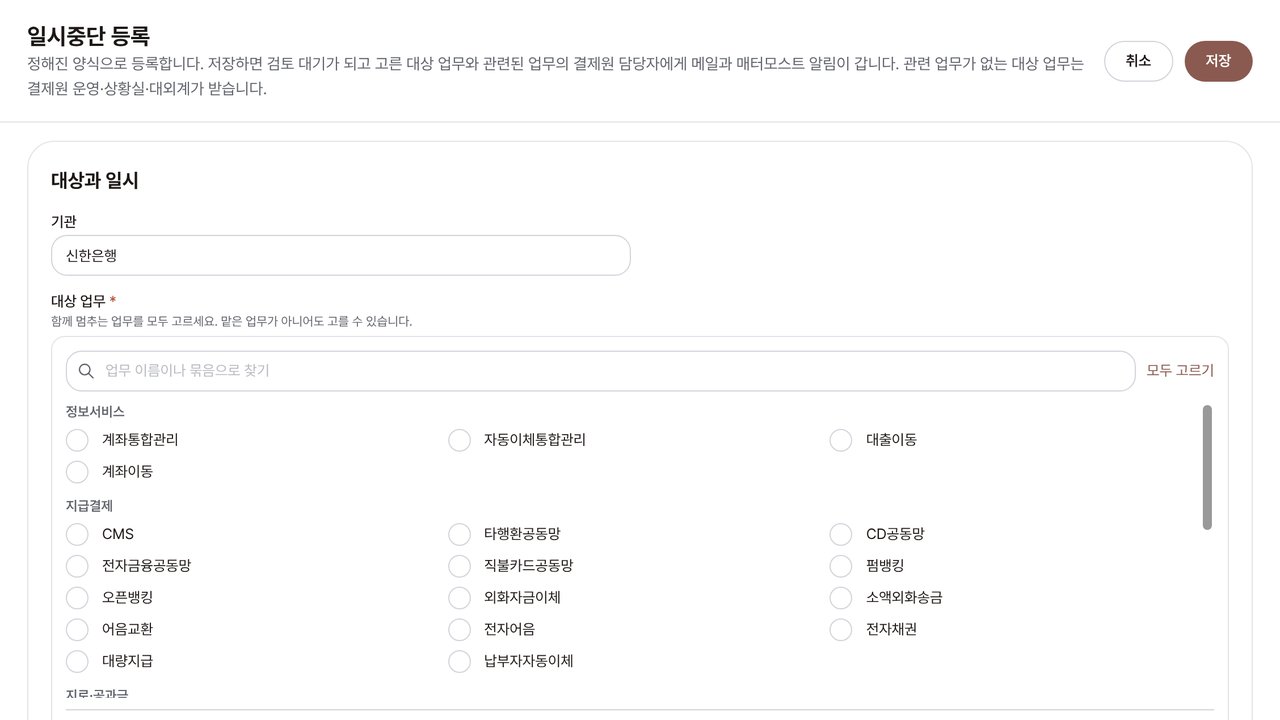 일시중단 등록
정해진 양식으로 등록합니다. 저장하면 검토 대기가 되고 고른 대상 업무와 관련된 업무의 결제원 담당자에게 메일과 매터모스트 알림이 갑니다. 관련 업무가 없는 대상 업무는
결제원 운영·상황실·대외계가 받습니다.
취소
저장
대상과 일시
기관
신한은행
대상 업무 *
함께 멈추는 업무를 모두 고르세요. 맡은 업무가 아니어도 고를 수 있습니다.
업무 이름이나 묶음으로 찾기
모두 고르기
정보서비스
계좌통합관리
자동이체통합관리
대출이동
계좌이동
지급결제
CMS
타행환공동망
CD공동망
전자금융공동망
직불카드공동망
펌뱅킹
오픈뱅킹
외화자금이체
소액외화송금
어음교환
전자어음
전자채권
대량지급
납부자자동이체
지로·공과금